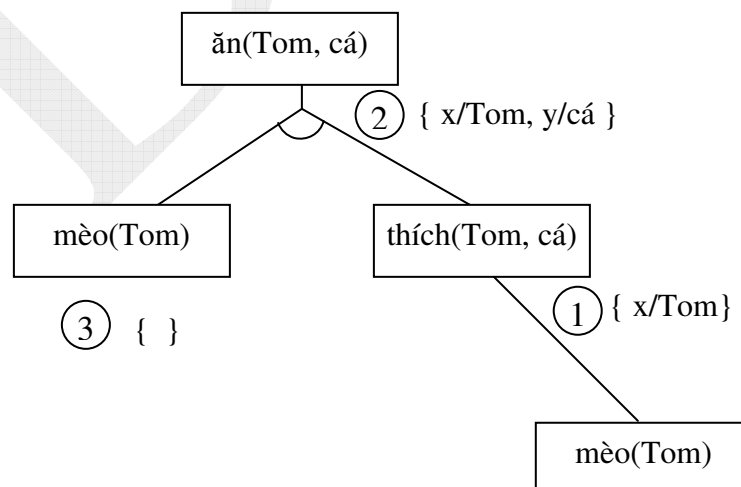 ăn(Tom, cá)
2 { x/Tom, y/cá }
mèo(Tom) thích(Tom, cá)
3 { } 1 { x/Tom}
mèo(Tom)